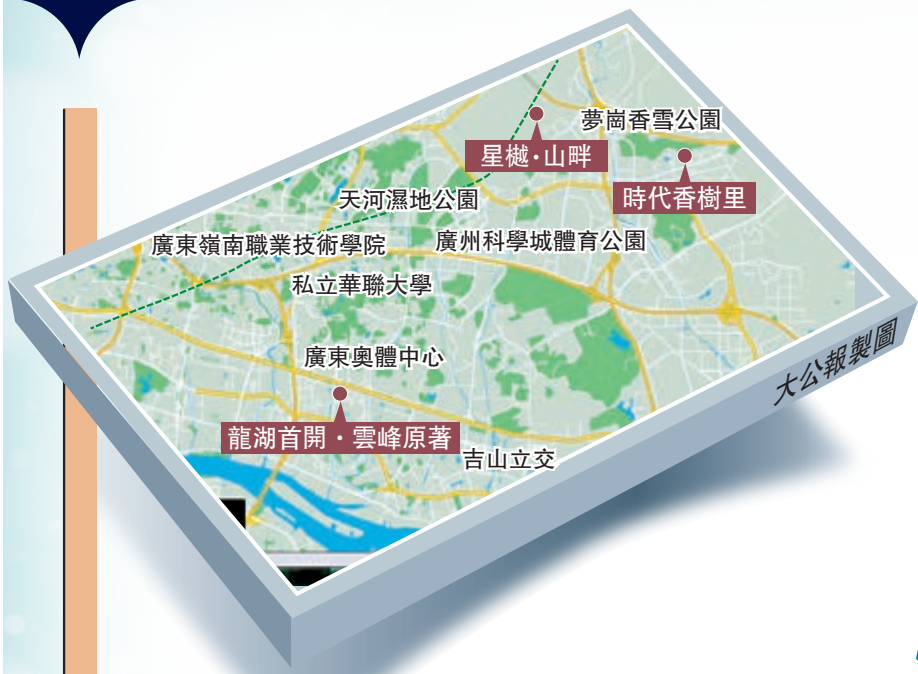 夢崗香雪公園
星樾·山畔
時代香樹里
天河濕地公園
廣東嶺南職業技術學院
廣州科學城體育公園
私立華聯大學
廣東奧體中心
大公報製圖
龍湖首開·雲峰原著
吉山立交